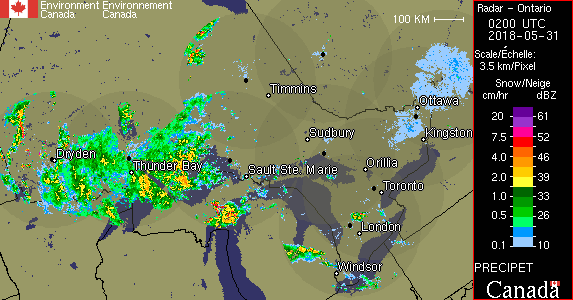 Environment Environnement
Canada Canada
100 KM
Timmins
Ottawa
Sudbury
Kingston
Dryden
Thunder Bay
Sault Ste. Marie
Orillia
Toronto
London
Windsor
Radar - Ontario
0200 UTC
2018-05-31
Scale/Échelle:
3.5 km/Pixel
Snow/Neige
cm/hr dBZ
20 61
7.5 52
4.0 46
2.0 39
1.0 33
0.5 26
0.1 10
PRECIPET
Canada